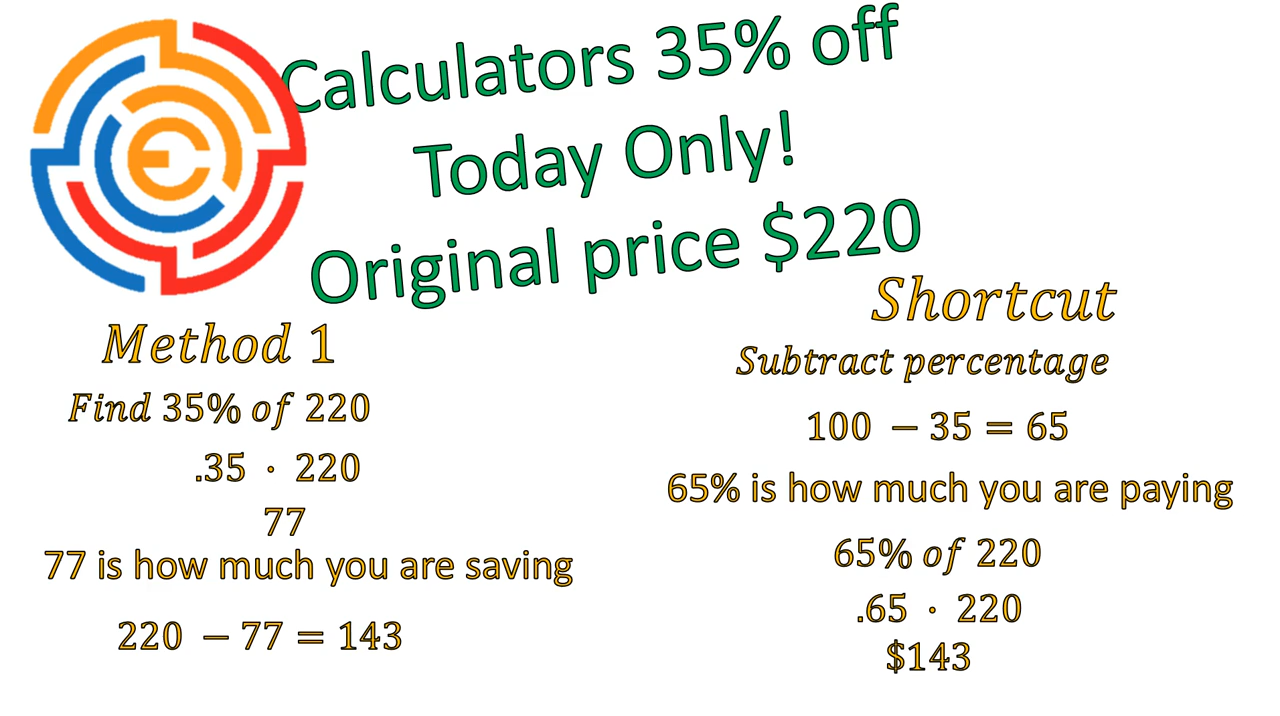 Calculators 35% off
Today Only!
Original price $220
Method 1
Find 35% of 220
.35 · 220
77
77 is how much you are saving
220 − 77 = 143
Shortcut
Subtract percentage
100 − 35 = 65
65% is how much you are paying
65% of 220
.65 · 220
$143